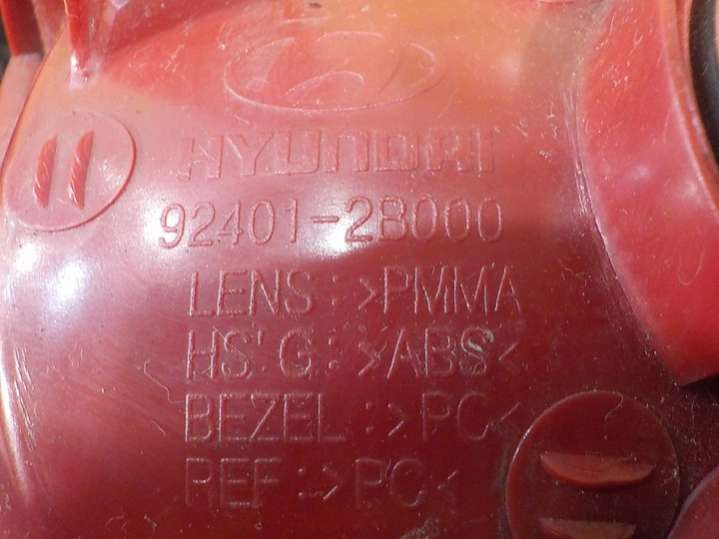 HYUNDAI
92401-2B000
LENS:>PMMA
HS'G:>ABS<
BEZEL:>PC<
REF:>PC<